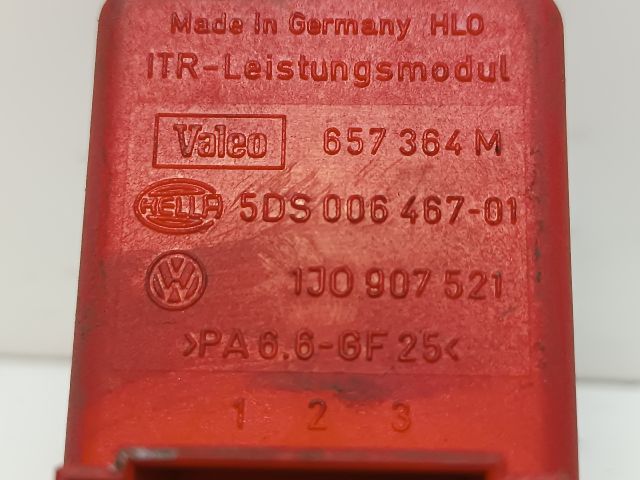 Made In Germany HLO
ITR-Leistungsmodul
Valeo 657 364 M
HELLA 5DS 006 467-01
VW 1J0 907 521
>PA 6.6-GF 25<
1 2 3